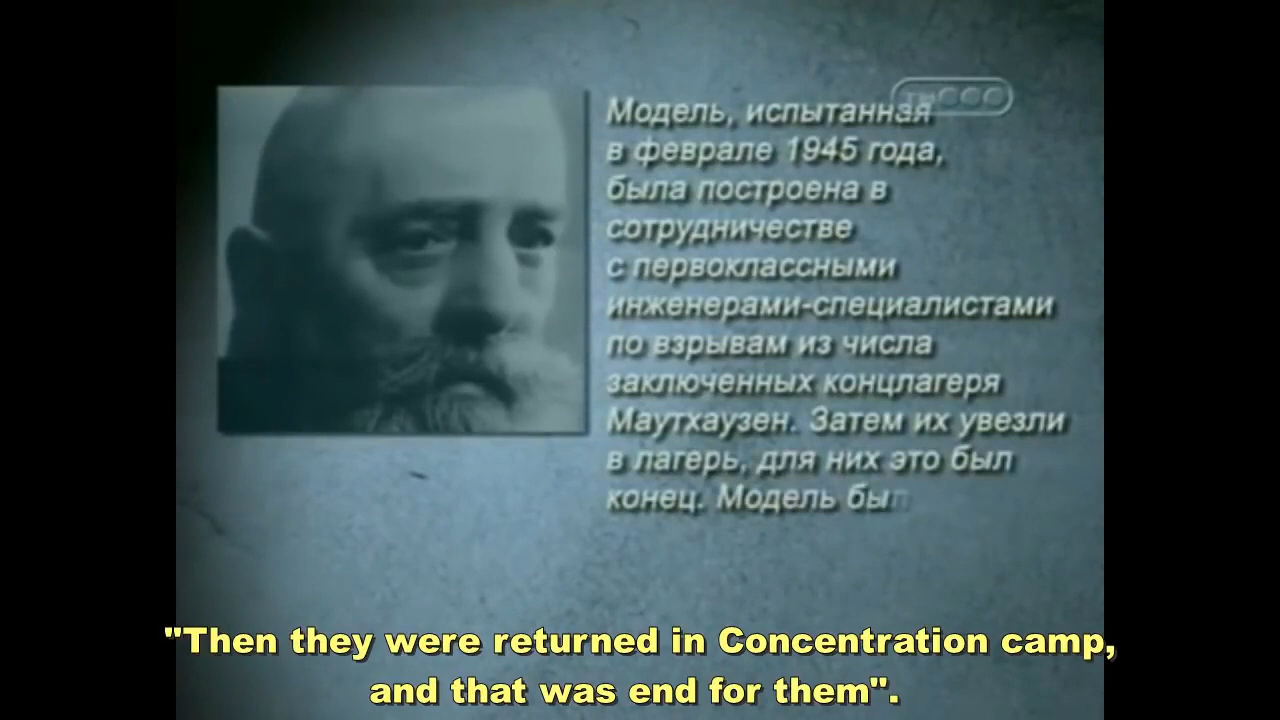 Модель, испытанная
в феврале 1945 года,
была построена в
сотрудничестве
с первоклассными
инженерами-специалистами
по взрывам из числа
заключенных концлагеря
Маутхаузен. Затем их увезли
в лагерь, для них это был
конец. Модель бы
"Then they were returned in Concentration camp,
and that was end for them".